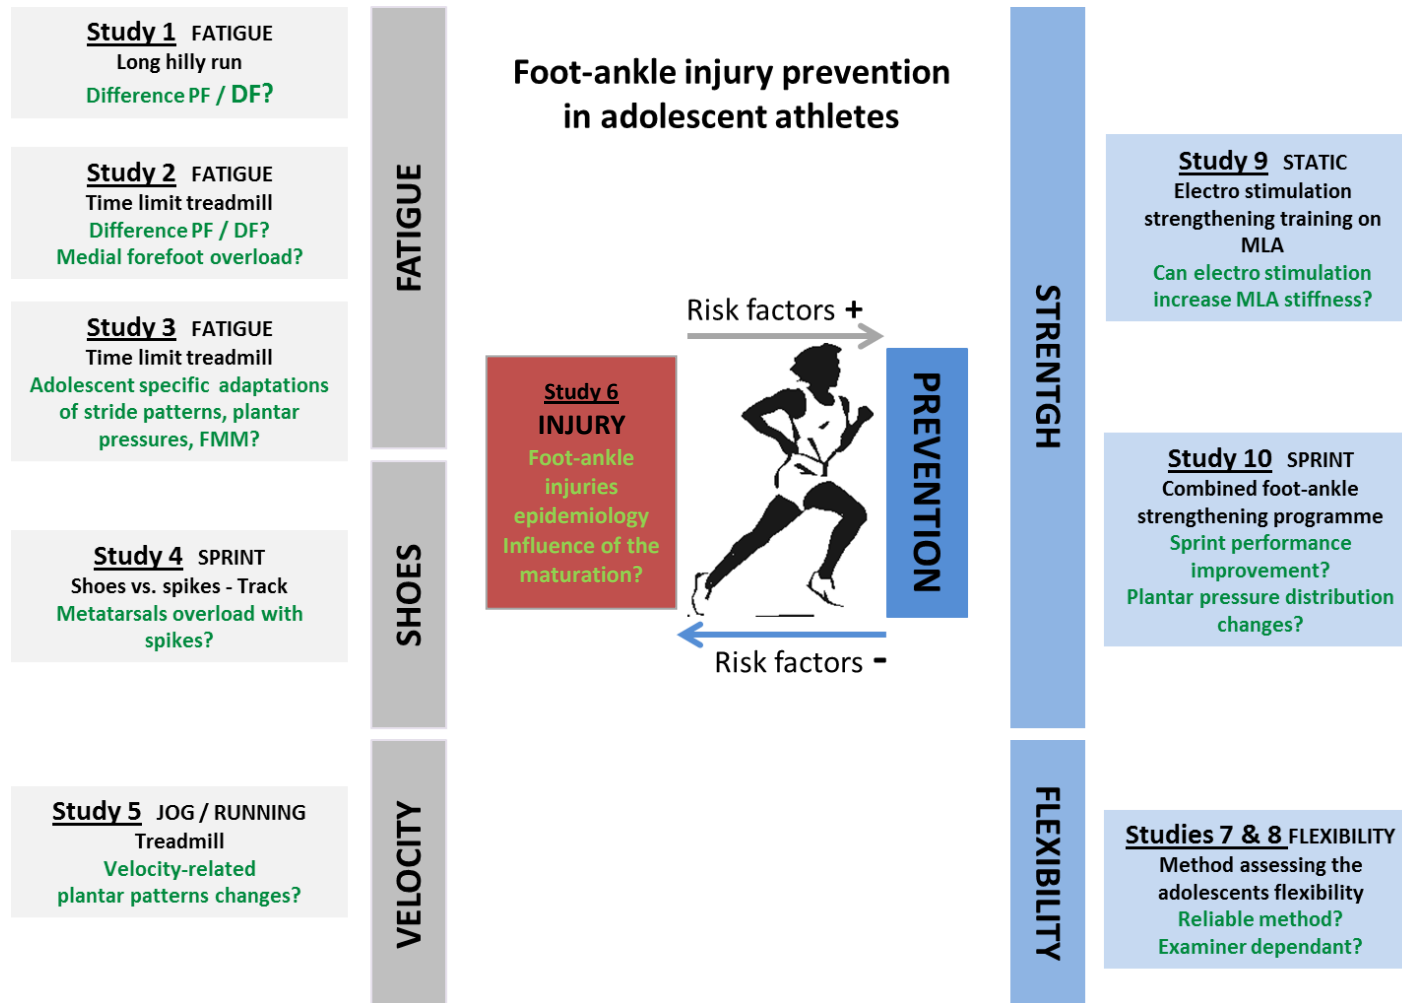 Foot-ankle injury prevention
in adolescent athletes
Study 1 FATIGUE
Long hilly run
Difference PF / DF?
Study 2 FATIGUE
Time limit treadmill
Difference PF / DF?
Medial forefoot overload?
Study 3 FATIGUE
Time limit treadmill
Adolescent specific adaptations
of stride patterns, plantar
pressures, FMM?
Study 4 SPRINT
Shoes vs. spikes - Track
Metatarsals overload with
spikes?
Study 5 JOG / RUNNING
Treadmill
Velocity-related
plantar patterns changes?
FATIGUE
SHOES
VELOCITY
Study 6
INJURY
Foot-ankle
injuries
epidemiology
Influence of the
maturation?
Risk factors +
PREVENTION
Risk factors -
STRENTGH
FLEXIBILITY
Study 9 STATIC
Electro stimulation
strengthening training on
MLA
Can electro stimulation
increase MLA stiffness?
Study 10 SPRINT
Combined foot-ankle
strengthening programme
Sprint performance
improvement?
Plantar pressure distribution
changes?
Studies 7 & 8 FLEXIBILITY
Method assessing the
adolescents flexibility
Reliable method?
Examiner dependant?